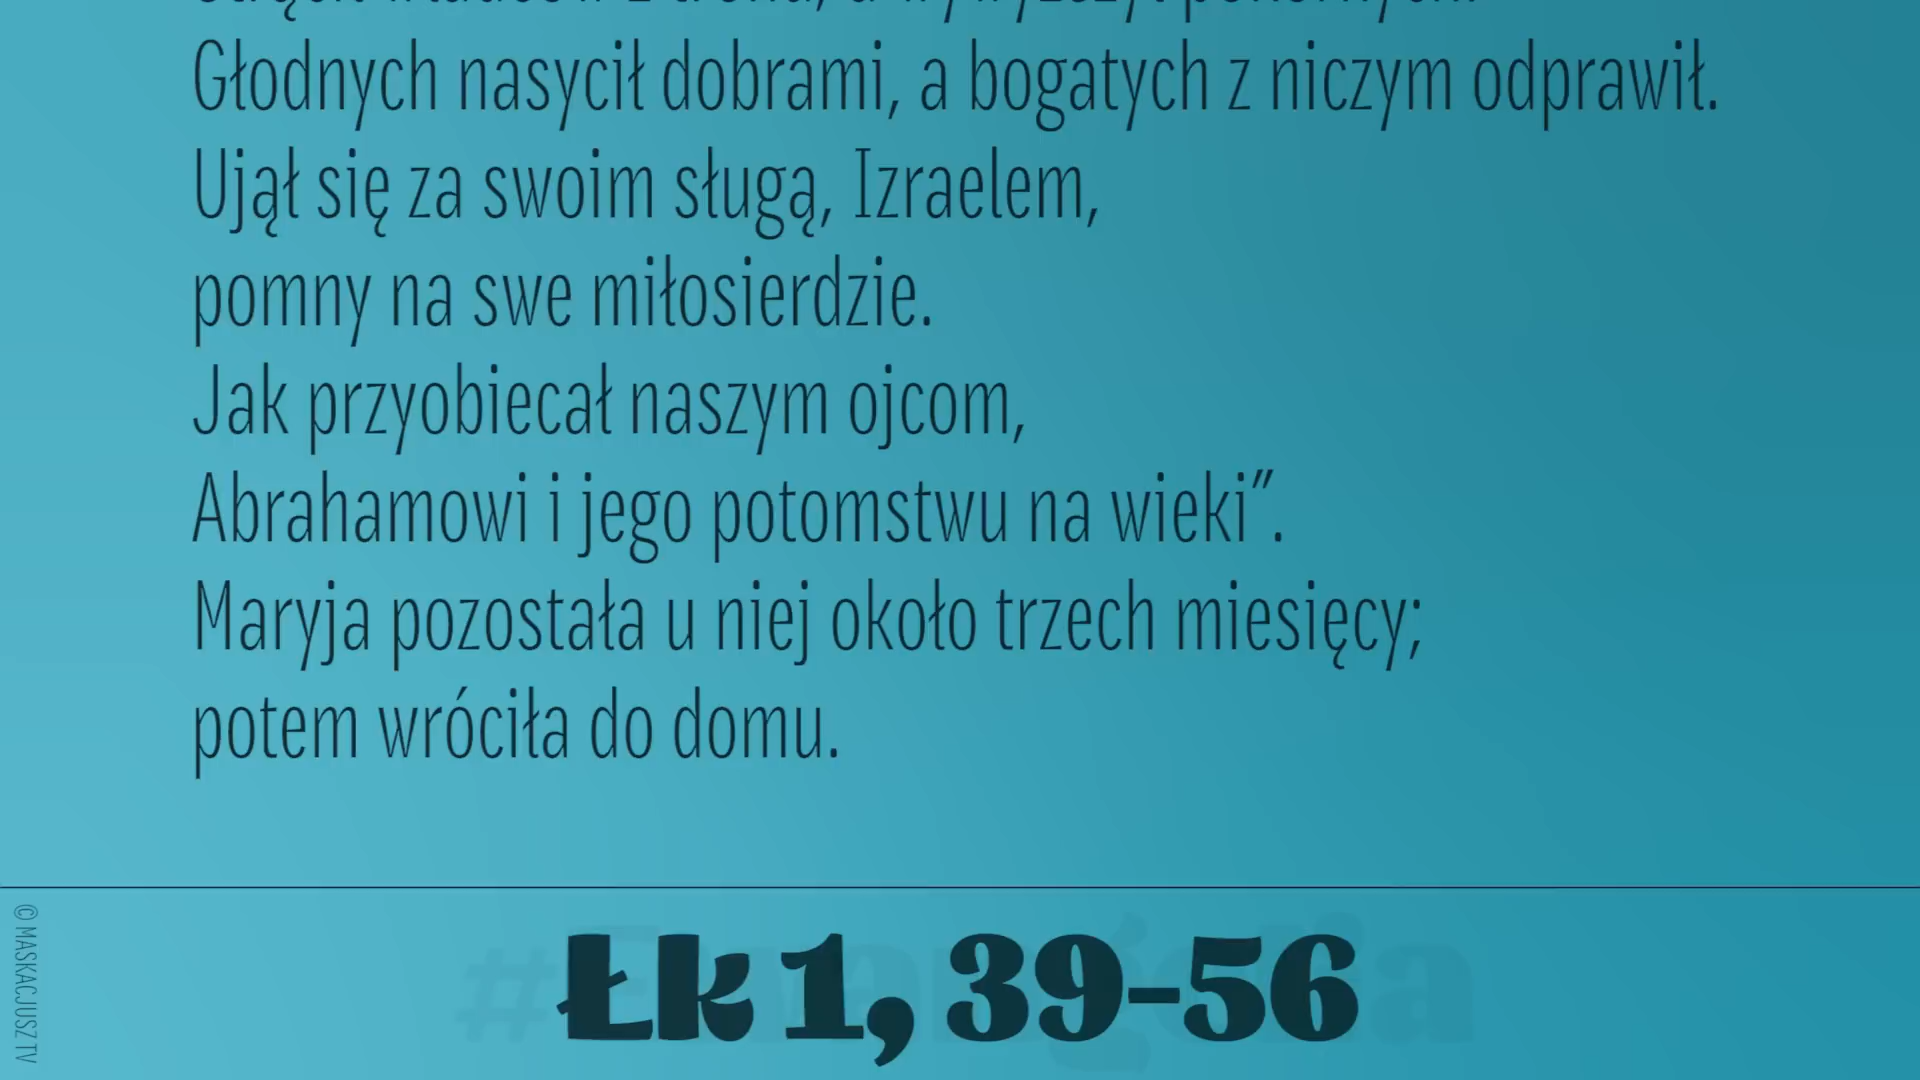 Głodnych nasycił dobrami, a bogatych z niczym odprawił.
Ujął się za swoim sługą, Izraelem,
pomny na swe miłosierdzie.
Jak przyobiecał naszym ojcom,
Abrahamowi i jego potomstwu na wieki”.
Maryja pozostała u niej około trzech miesięcy;
potem wróciła do domu.
Łk 1, 39-56
© MASKACJUSZ TV